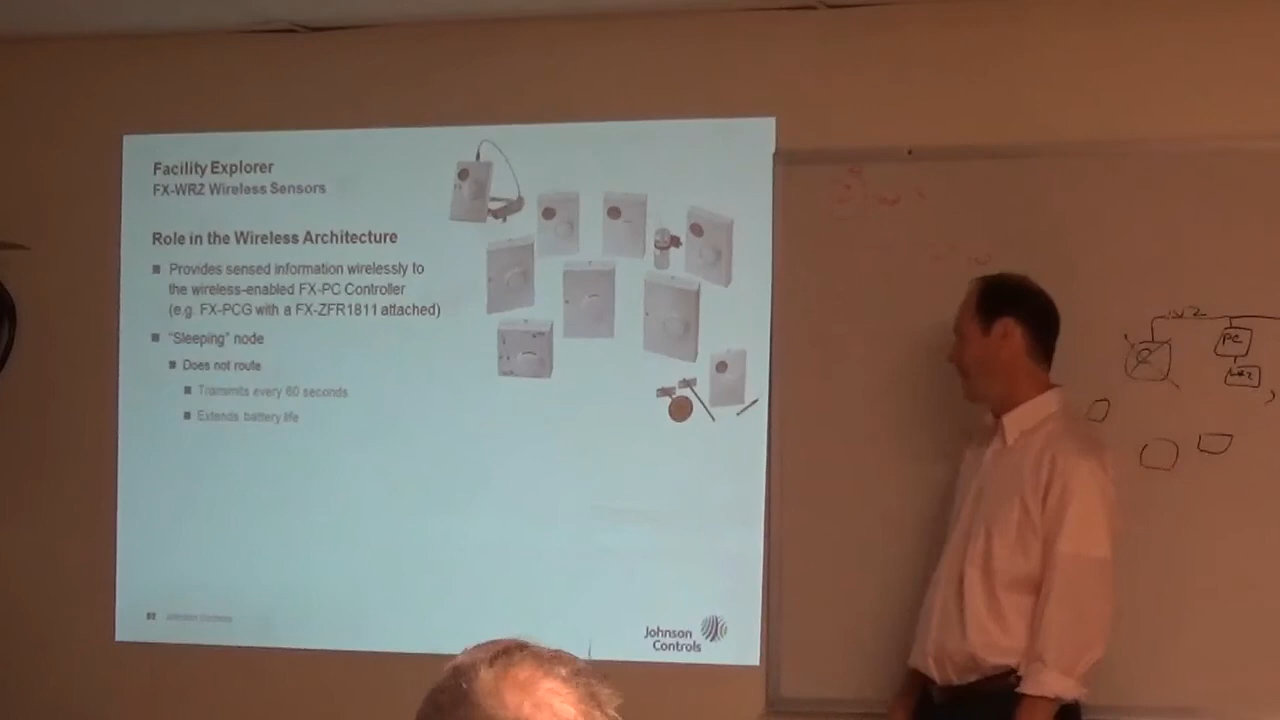 Facility Explorer
FX-WRZ Wireless Sensors
Role in the Wireless Architecture
■ Provides sensed information wirelessly to
the wireless-enabled FX-PC Controller
(e.g. FX-PCG with a FX-ZFR1811 attached)
■ “Sleeping” node
■ Does not route
■ Transmits every 60 seconds
■ Extends battery life
Johnson Controls
Johnson
Controls
PC